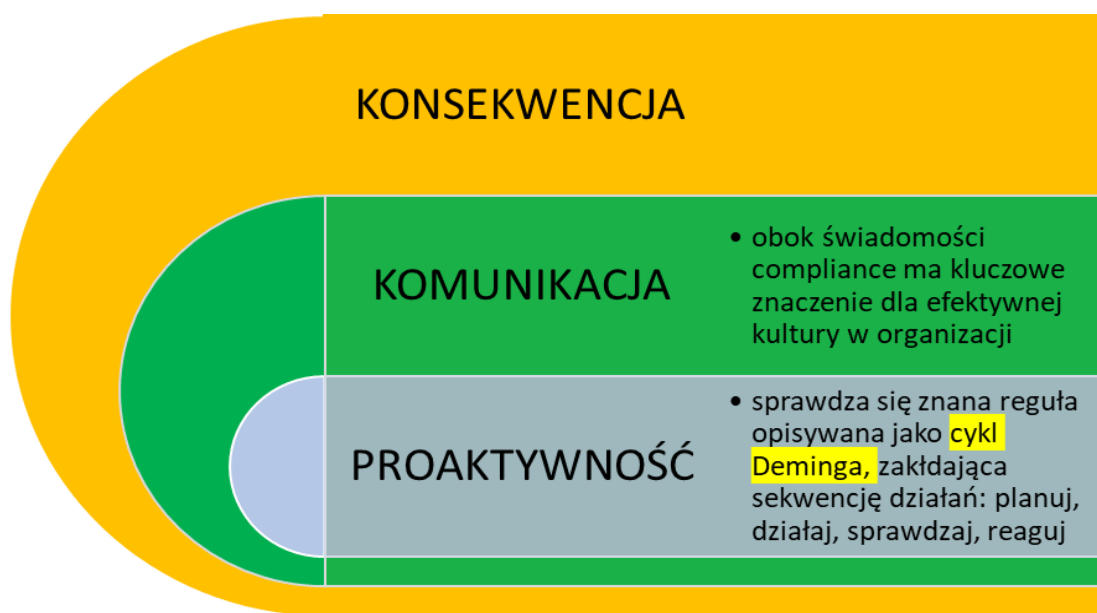 KONSEKWENCJA
KOMUNIKACJA
• obok świadomości
compliance ma kluczowe
znaczenie dla efektywnej
kultury w organizacji
PROAKTYWNOŚĆ
• sprawdza się znana reguła
opisywana jako cykl
Deminga, zakłdająca
sekwencję działań: planuj,
działaj, sprawdzaj, reaguj